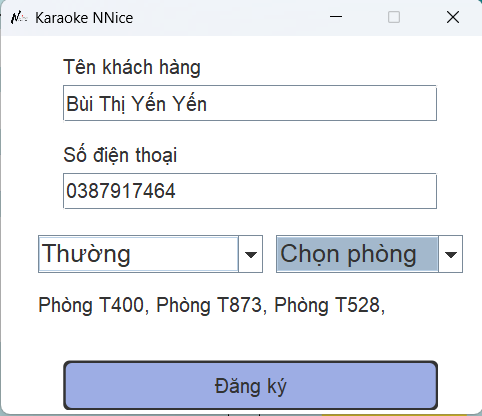 Karaoke NNice
Tên khách hàng
Bùi Thị Yến Yến
Số điện thoại
0387917464
Thường Chọn phòng
Phòng T400, Phòng T873, Phòng T528,
Đăng ký